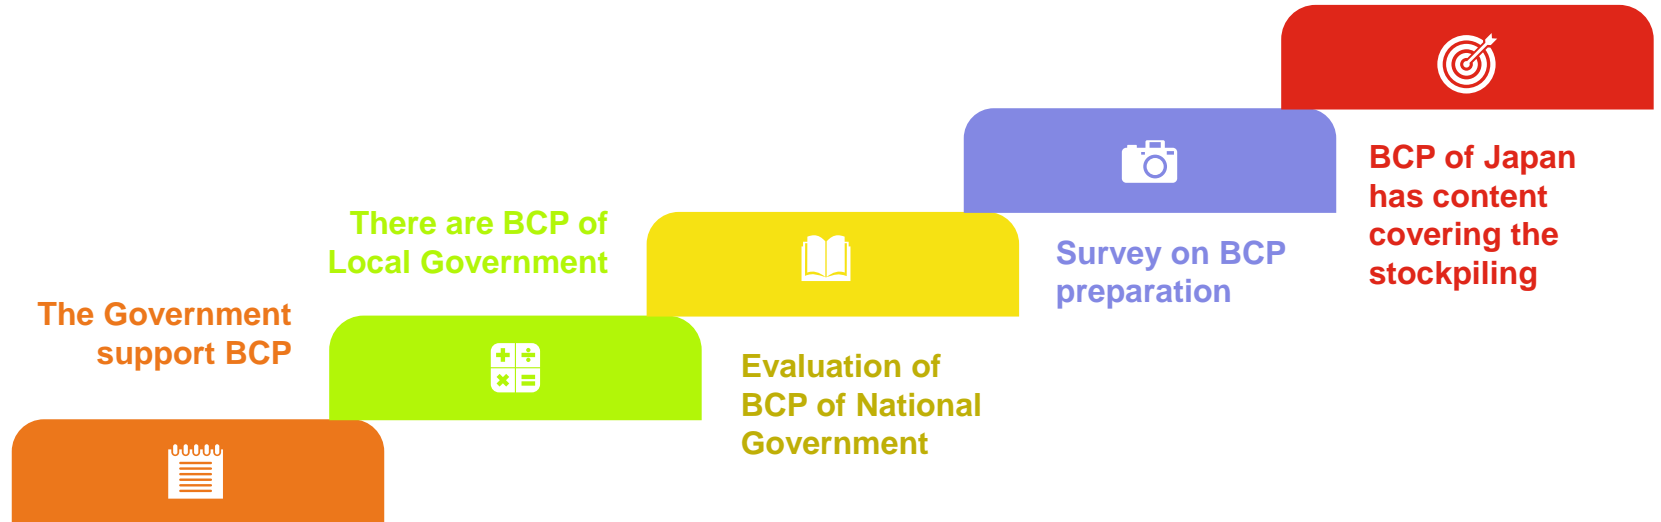 The Government
support BCP
There are BCP of
Local Government
Evaluation of
BCP of National
Government
Survey on BCP
preparation
BCP of Japan
has content
covering the
stockpiling